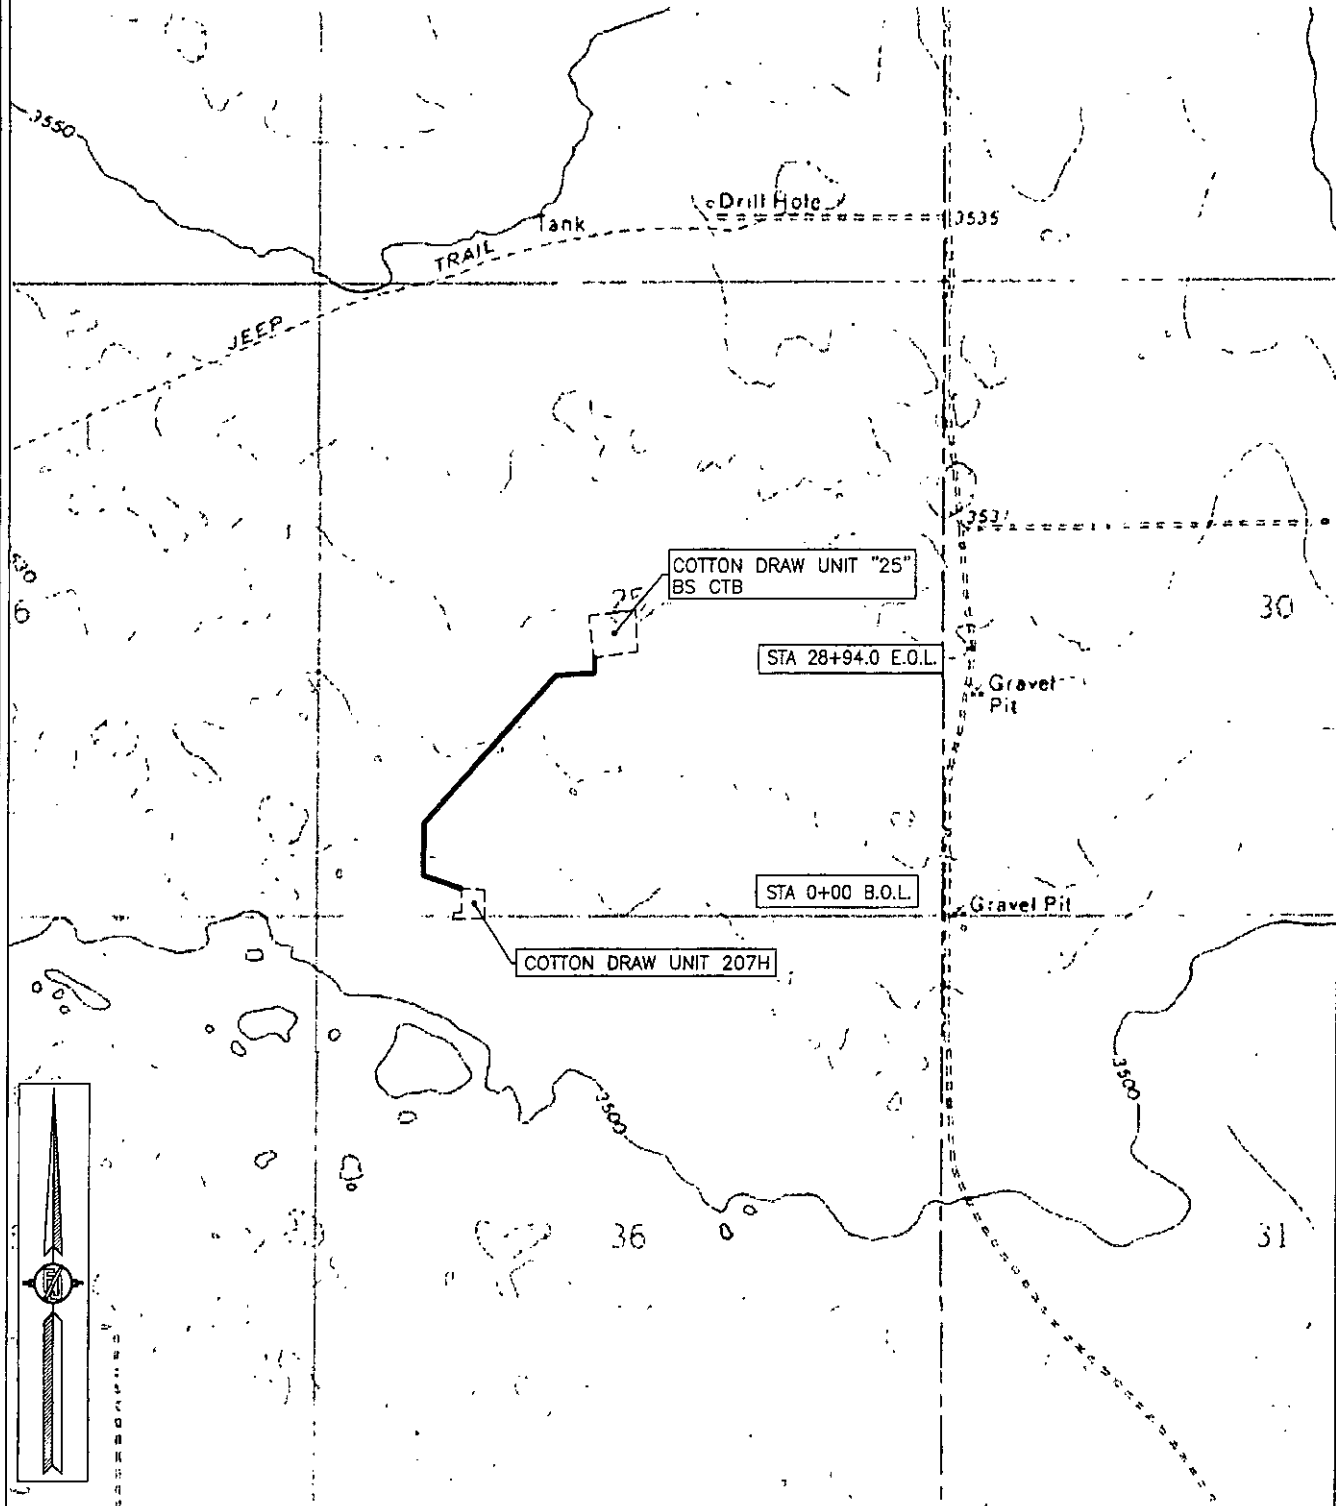 3550
Drill Hole
Tank
3535
TRAIL
JEEP
3531
COTTON DRAW UNIT "25"
BS CTB
6
30
STA 28+94.0 E.O.L.
Gravel
Pit
STA 0+00 B.O.L.
Gravel Pit
COTTON DRAW UNIT 207H
3500
3500
36
31